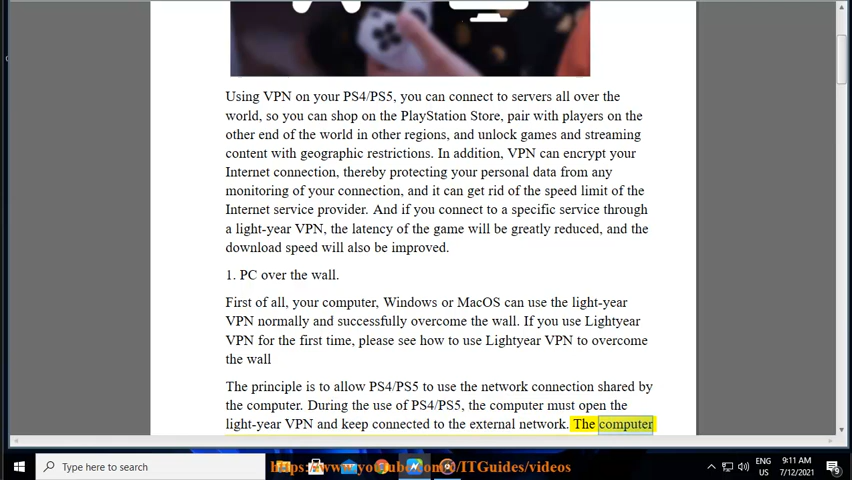 Using VPN on your PS4/PS5, you can connect to servers all over the
world, so you can shop on the PlayStation Store, pair with players on the
other end of the world in other regions, and unlock games and streaming
content with geographic restrictions. In addition, VPN can encrypt your
Internet connection, thereby protecting your personal data from any
monitoring of your connection, and it can get rid of the speed limit of the
Internet service provider. And if you connect to a specific service through
a light-year VPN, the latency of the game will be greatly reduced, and the
download speed will also be improved.
1. PC over the wall.
First of all, your computer, Windows or MacOS can use the light-year
VPN normally and successfully overcome the wall. If you use Lightyear
VPN for the first time, please see how to use Lightyear VPN to overcome
the wall
The principle is to allow PS4/PS5 to use the network connection shared by
the computer. During the use of PS4/PS5, the computer must open the
light-year VPN and keep connected to the external network. The computer
Type here to search
https://www.youtube.com/c/ITGuides/videos
ENG
US
9:11 AM
7/12/2021